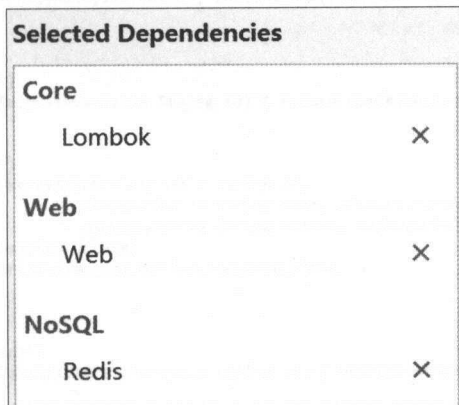 Selected Dependencies
Core
Lombok ×
Web
Web ×
NoSQL
Redis ×